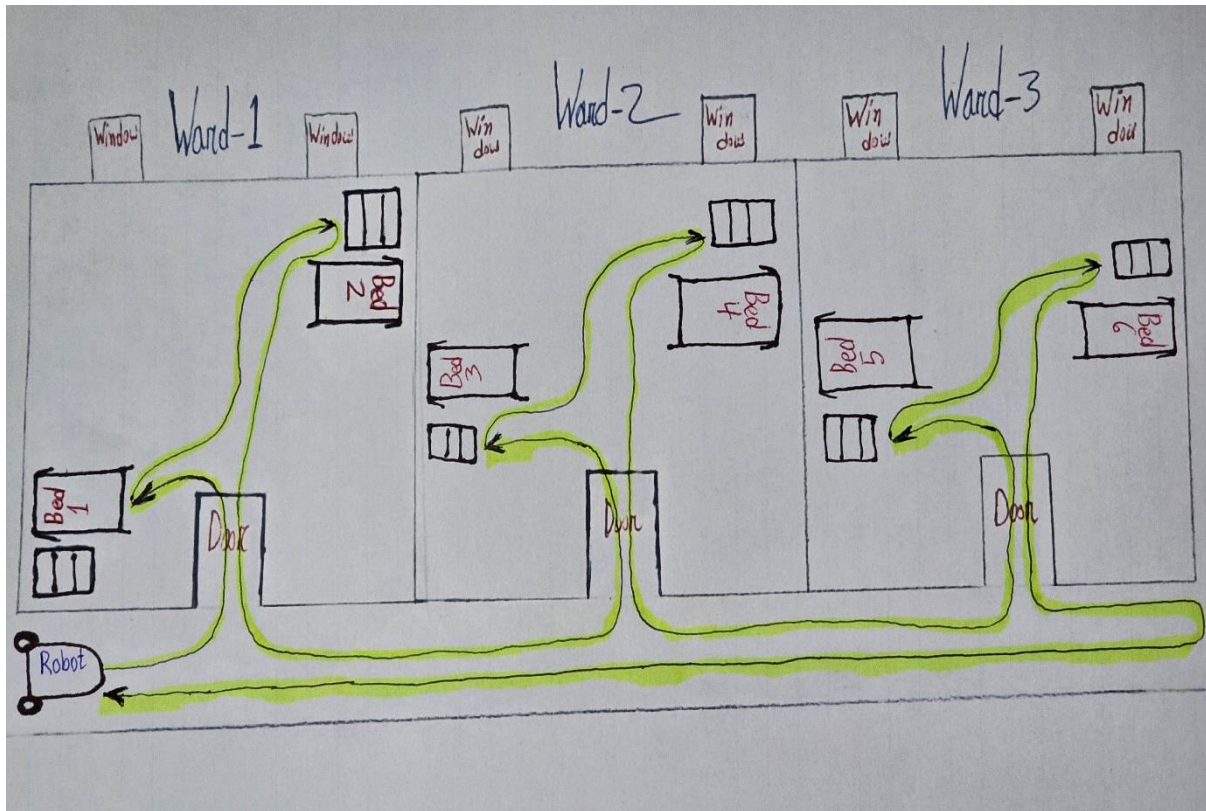 Ward-1
Ward-2
Ward-3
Window
Window
Win
dow
Win
dow
Win
dow
Win
dow
Bed
2
Bed
4
Bed
6
Bed
3
Bed
5
Bed
1
Door
Door
Door
Robot